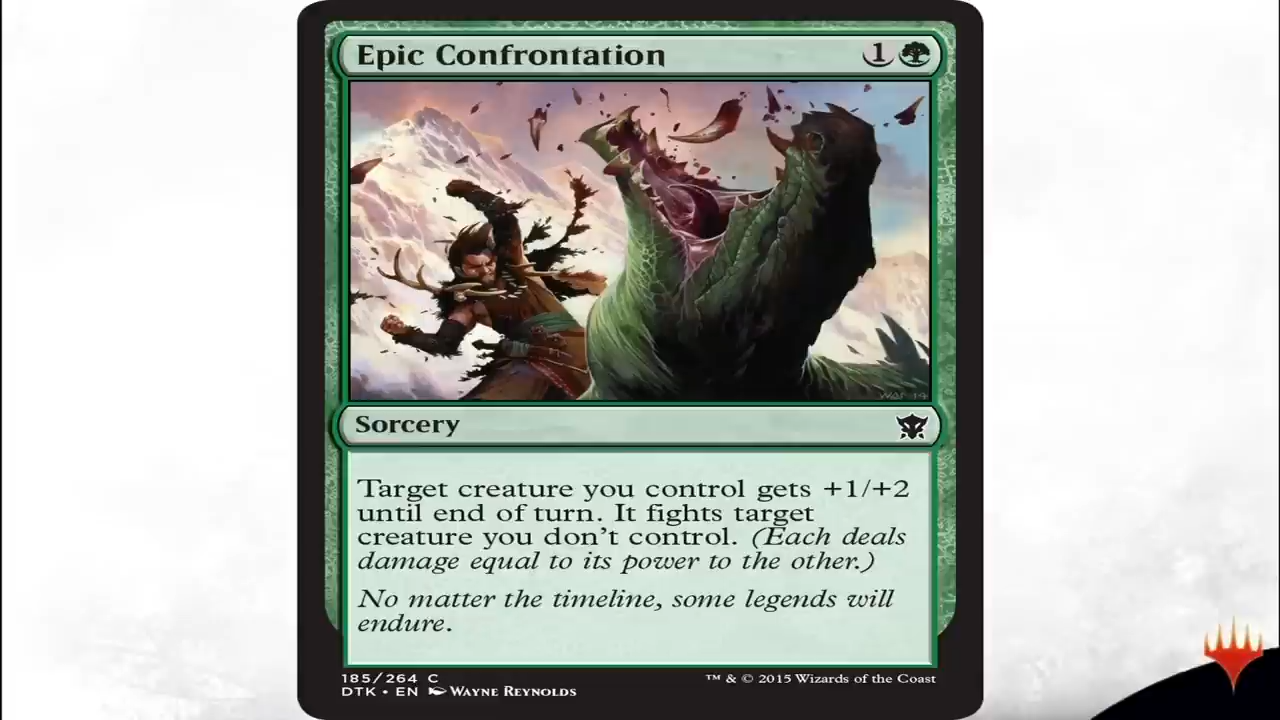 Epic Confrontation 1
Sorcery
Target creature you control gets +1/+2
until end of turn. It fights target
creature you don't control. (Each deals
damage equal to its power to the other.)
No matter the timeline, some legends will
endure.
185/264 C
DTK • EN Wayne Reynolds
™ & © 2015 Wizards of the Coast